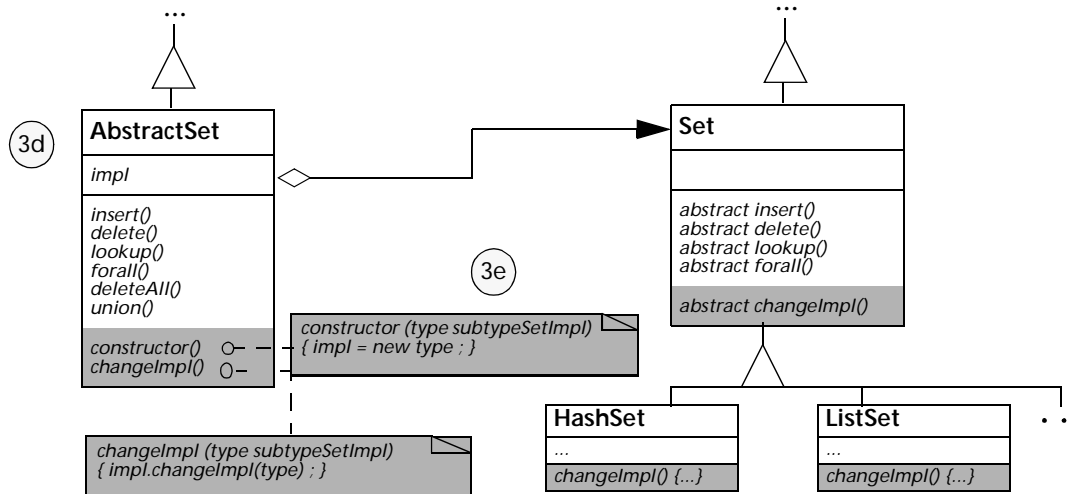 ...
...
3d
AbstractSet
impl
insert()
delete()
lookup()
forall()
deleteAll()
union()
constructor()
changeImpl()
3e
constructor (type subtypeSetImpl)
{ impl = new type ; }
changeImpl (type subtypeSetImpl)
{ impl.changeImpl(type) ; }
Set
abstract insert()
abstract delete()
abstract lookup()
abstract forall()
abstract changeImpl()
HashSet
...
changeImpl() {...}
ListSet
...
changeImpl() {...}
. .